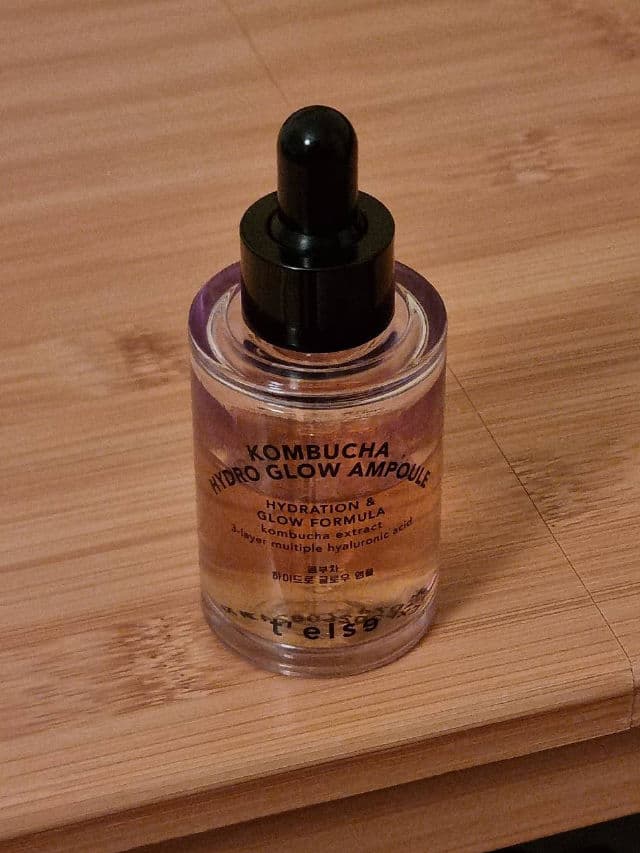 KOMBUCHA
HYDRO GLOW AMPOULE
HYDRATION &
GLOW FORMULA
kombucha extract
3-layer multiple hyaluronic acid
콤부차
하이드로 글로우 앰플
t' else